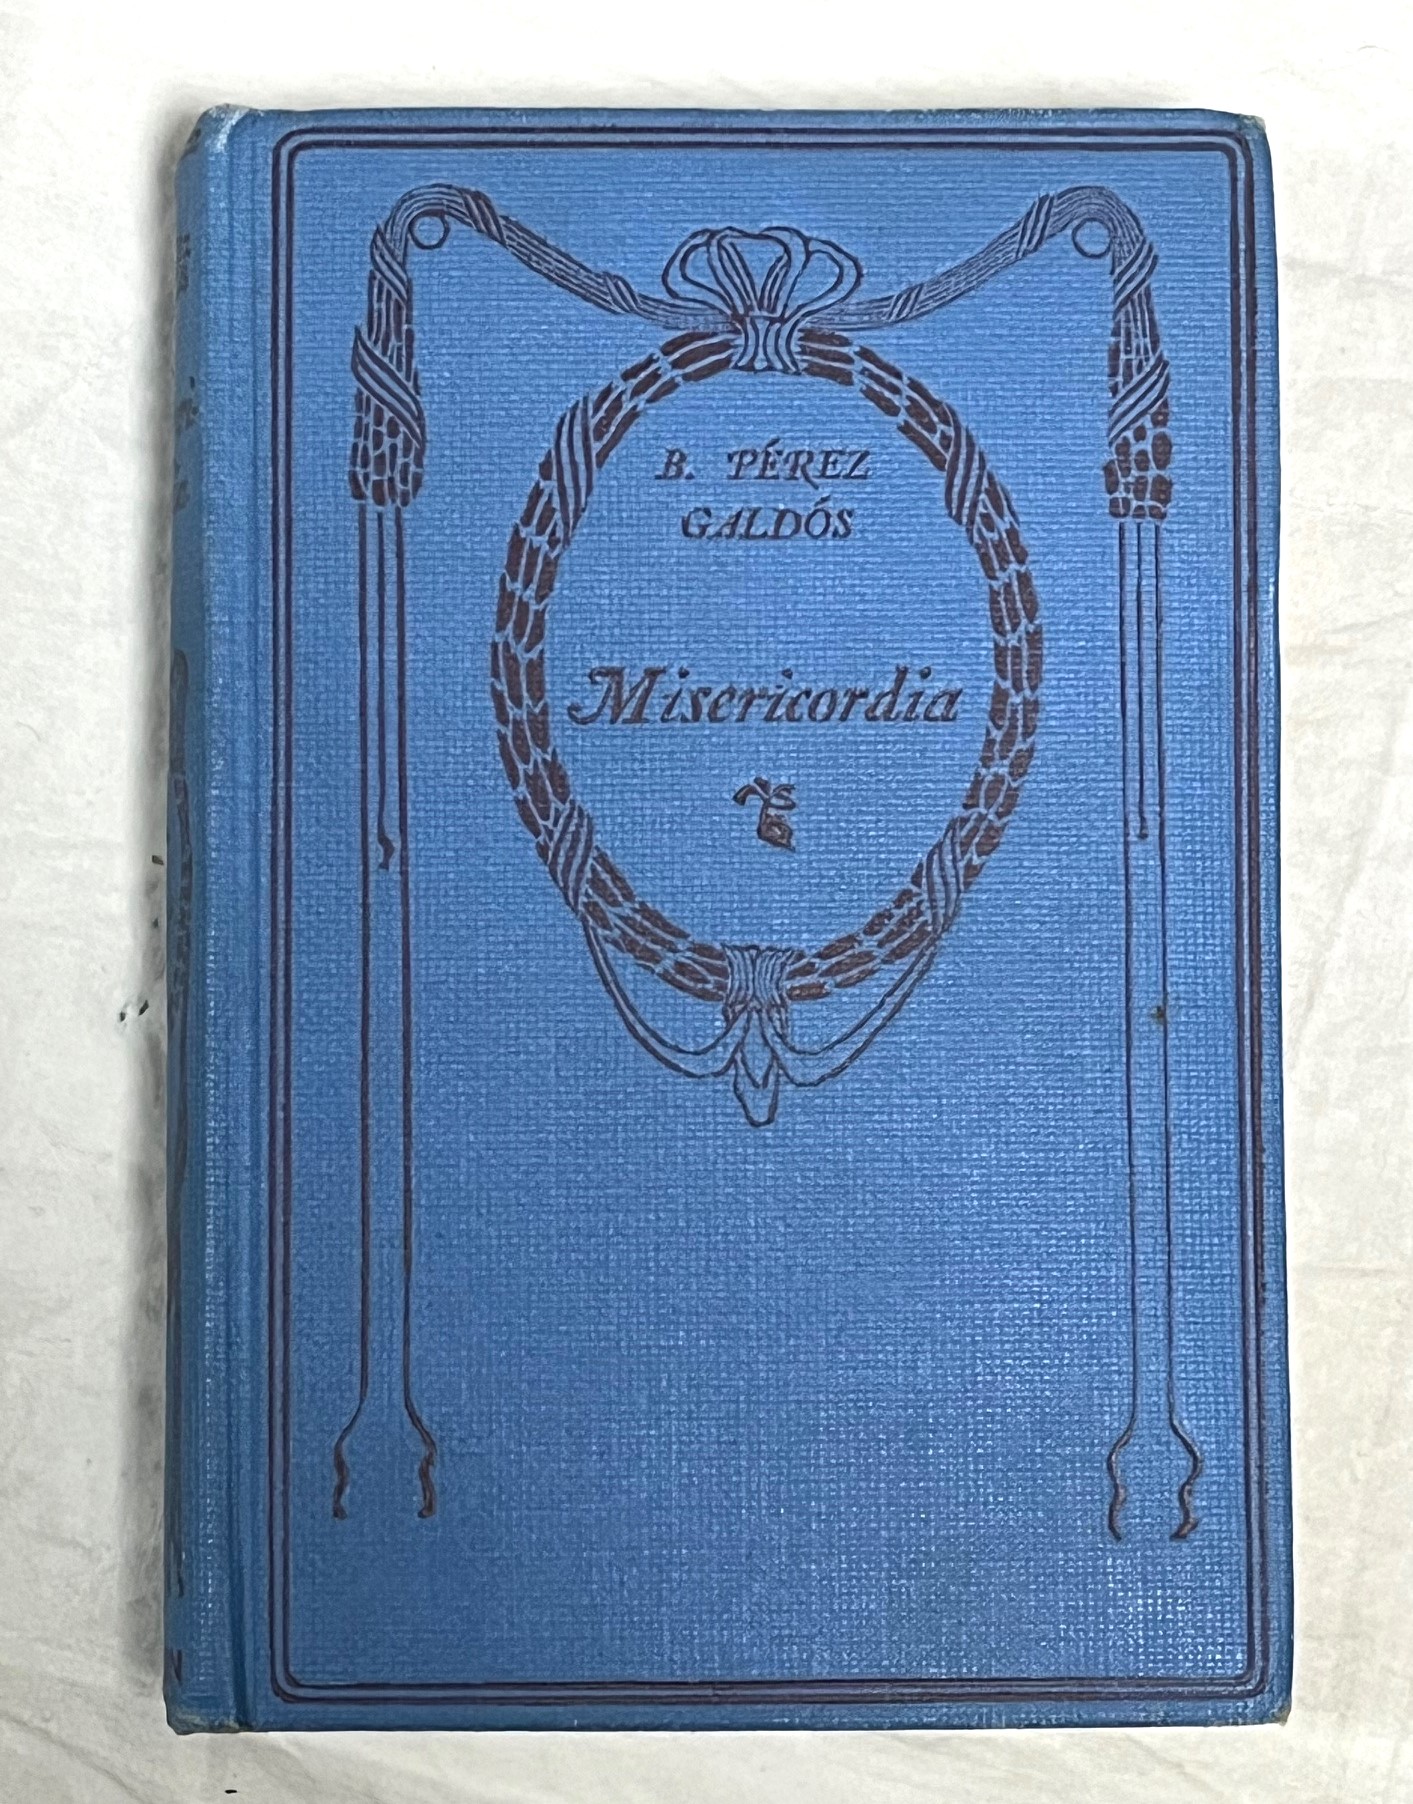 B. PÉREZ
GALDÓS
Misericordia